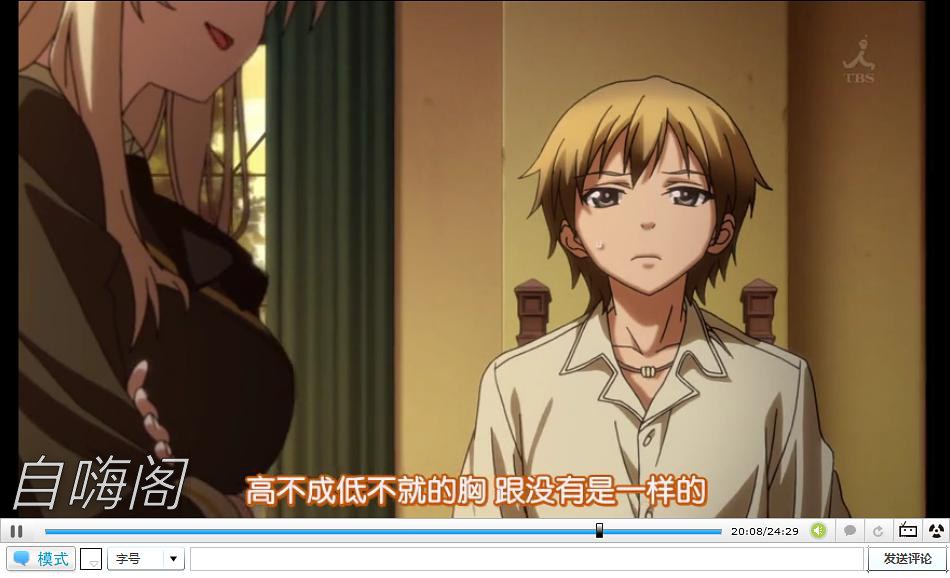 TBS
自嗨阁
高不成低不就的胸 跟没有是一样的
20:08/24:29
模式
字号
发送评论